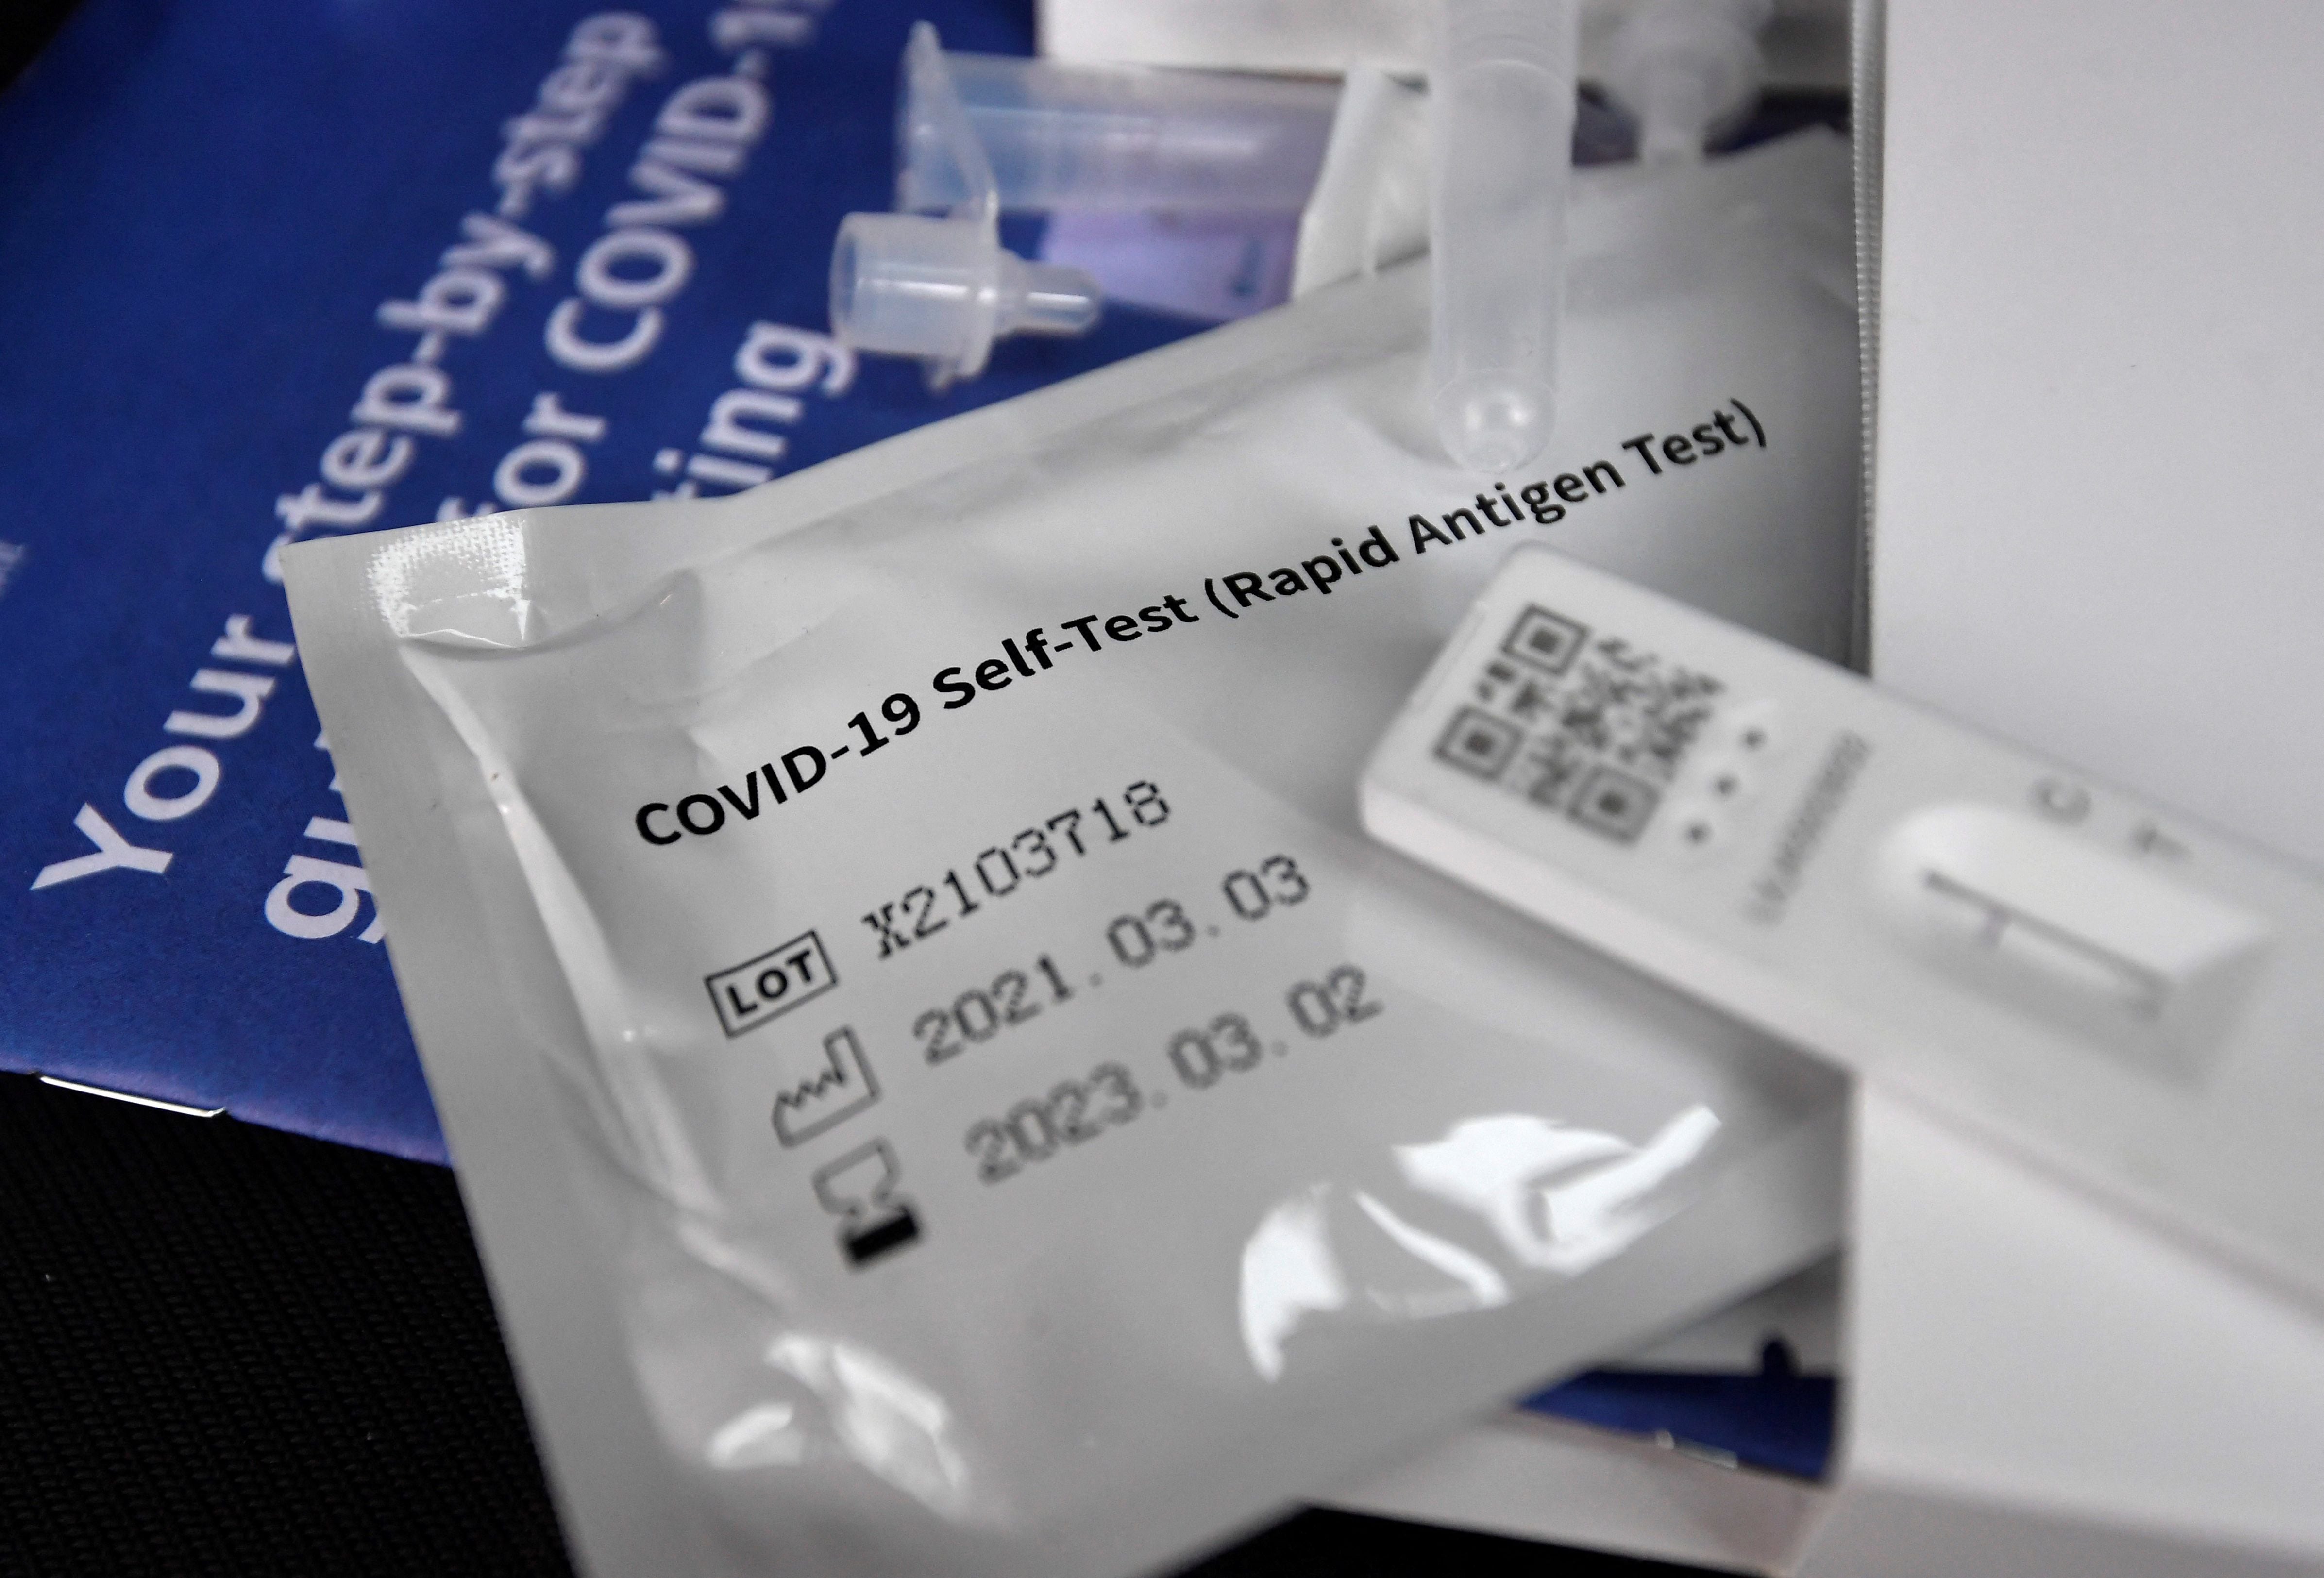 Your step-by-step
for COVID-19
COVID-19 Self-Test (Rapid Antigen Test)
LOT X2103718
2021.03.03
2023.03.02
C T